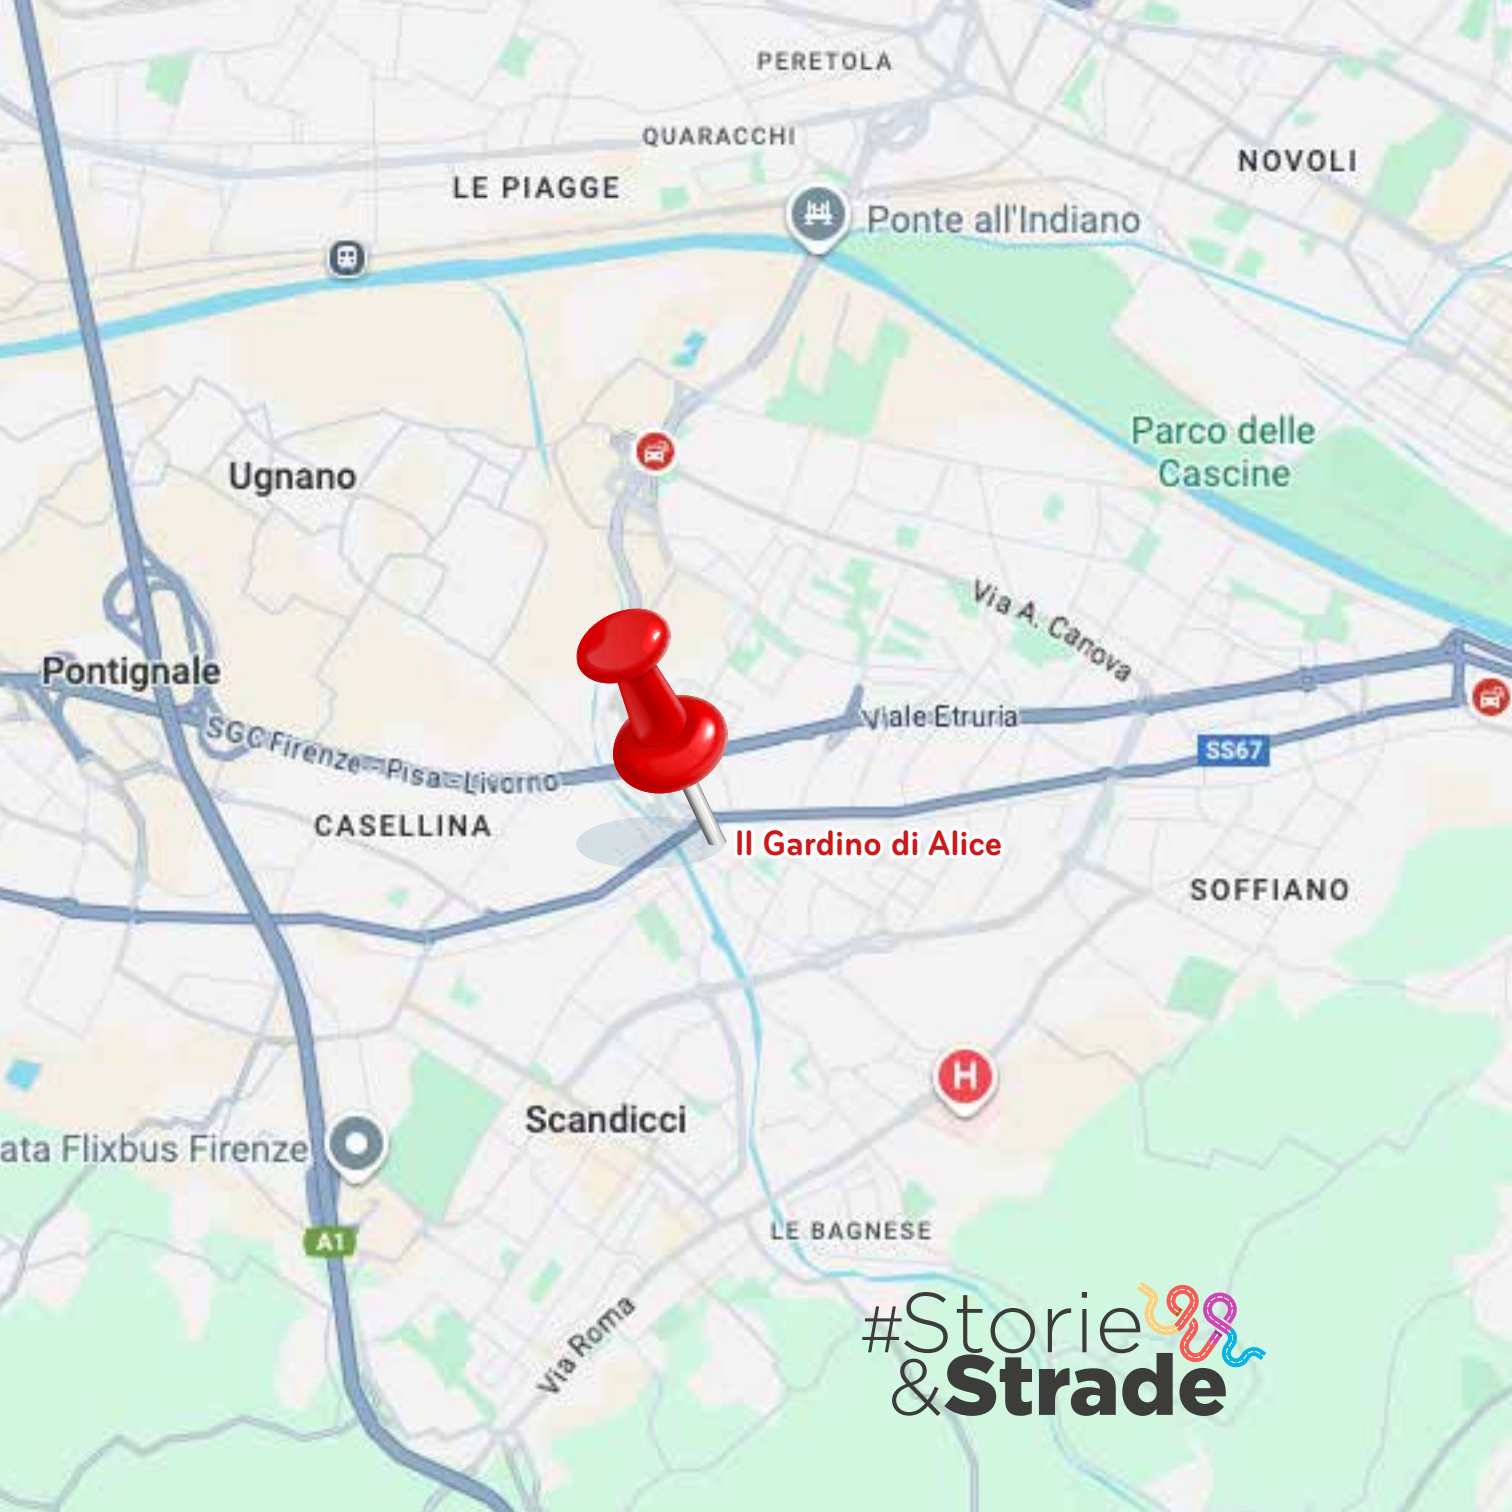 PERETOLA
QUARACCHI
NOVOLI
LE PIAGGE
Ponte all'Indiano
Parco delle
Cascine
Ugnano
Via A. Canova
Pontignale
SGC Firenze - Pisa - Livorno
Viale Etruria
SS67
CASELLINA
Il Gardino di Alice
SOFFIANO
H
Scandicci
ata Flixbus Firenze
A1
LE BAGNESE
Via Roma
#Storie
&Strade